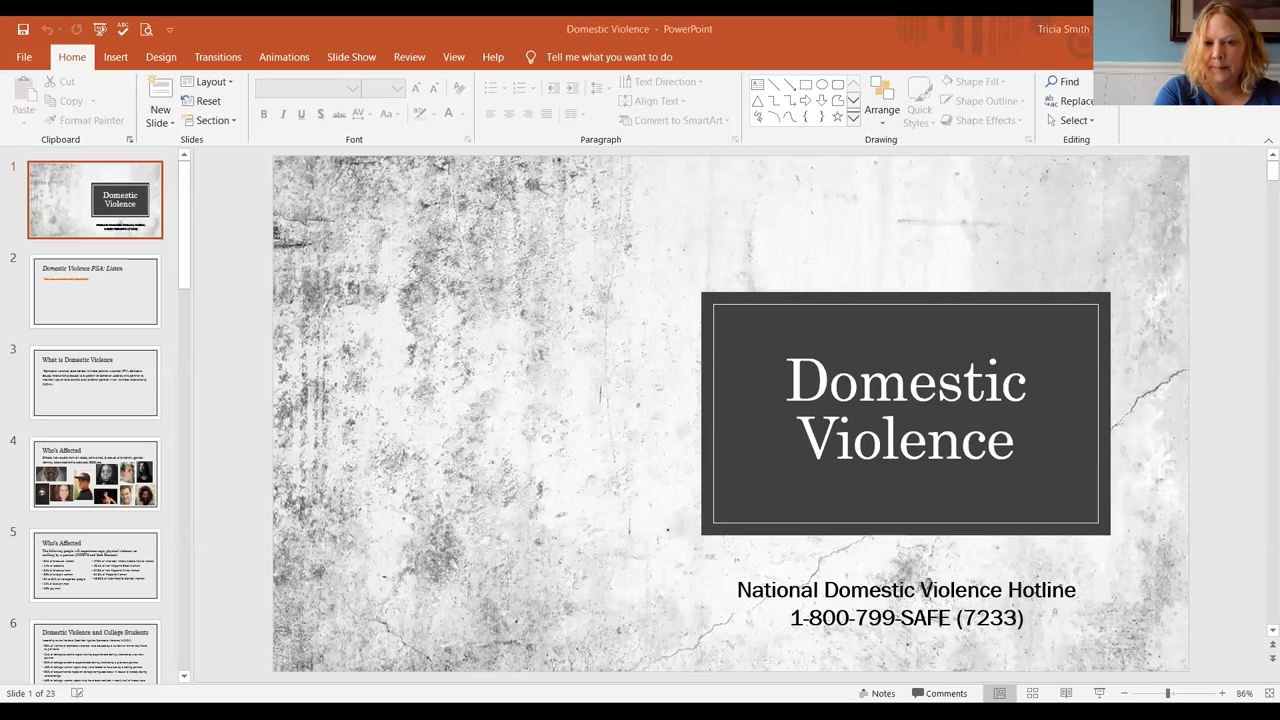 ABC
Domestic Violence - PowerPoint
Tricia Smith
File Home Insert Design Transitions Animations Slide Show Review View Help Tell me what you want to do
Paste
Cut
Copy
Format Painter
Clipboard
New Slide
Layout
Reset
Section
Slides
B I U S abc AV Aa A
Font
Text Direction
Align Text
Convert to SmartArt
Paragraph
Arrange
Quick Styles
Shape Fill
Shape Outline
Shape Effects
Drawing
Find
Replace
Select
Editing
1
Domestic
Violence
2
Domestic Violence PSA: Listen
3
What is Domestic Violence
4
Who's Affected
5
Who's Affected
6
Domestic Violence and College Students
Domestic
Violence
National Domestic Violence Hotline
1-800-799-SAFE (7233)
Slide 1 of 23
Notes
Comments
86%